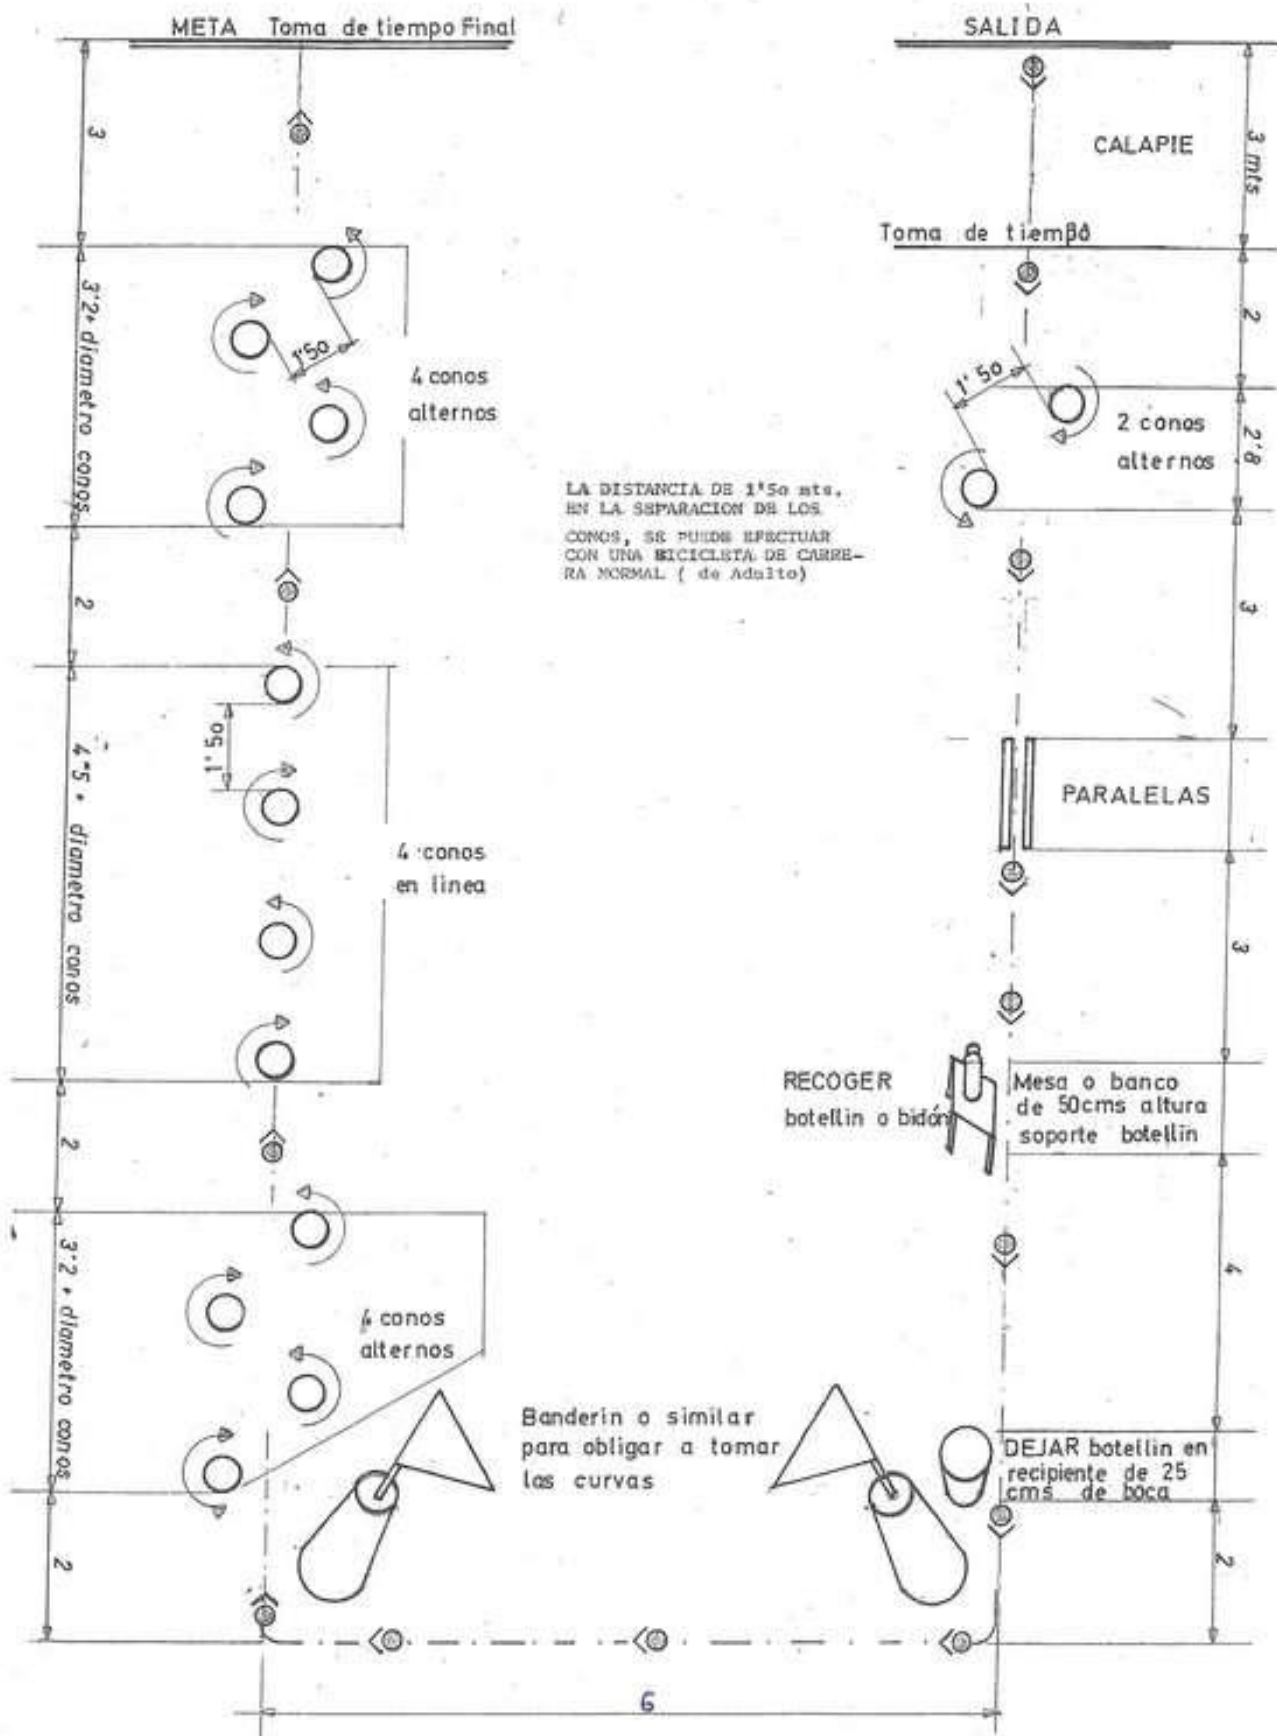 META Toma de tiempo Final
SALIDA
3
3 mts
CALAPIE
Toma de tiempo
3'2+ diametro conos
1'50
4 conos
alternos
2
1'50
2 conos
alternos
2'8
LA DISTANCIA DE 1'50 mts.
EN LA SEPARACION DE LOS
CONOS, SE PUEDE EFECTUAR
CON UNA BICICLETA DE CARRE-
RA NORMAL ( de Adulto)
2
3
4'5 + diametro conos
1'50
4 conos
en linea
PARALELAS
3
RECOGER
botellin o bidón
Mesa o banco
de 50cms altura
soporte botellin
2
3'2 + diametro conos
4 conos
alternos
4
Banderin o similar
para obligar a tomar
las curvas
DEJAR botellin en
recipiente de 25
cms de boca
2
2
6